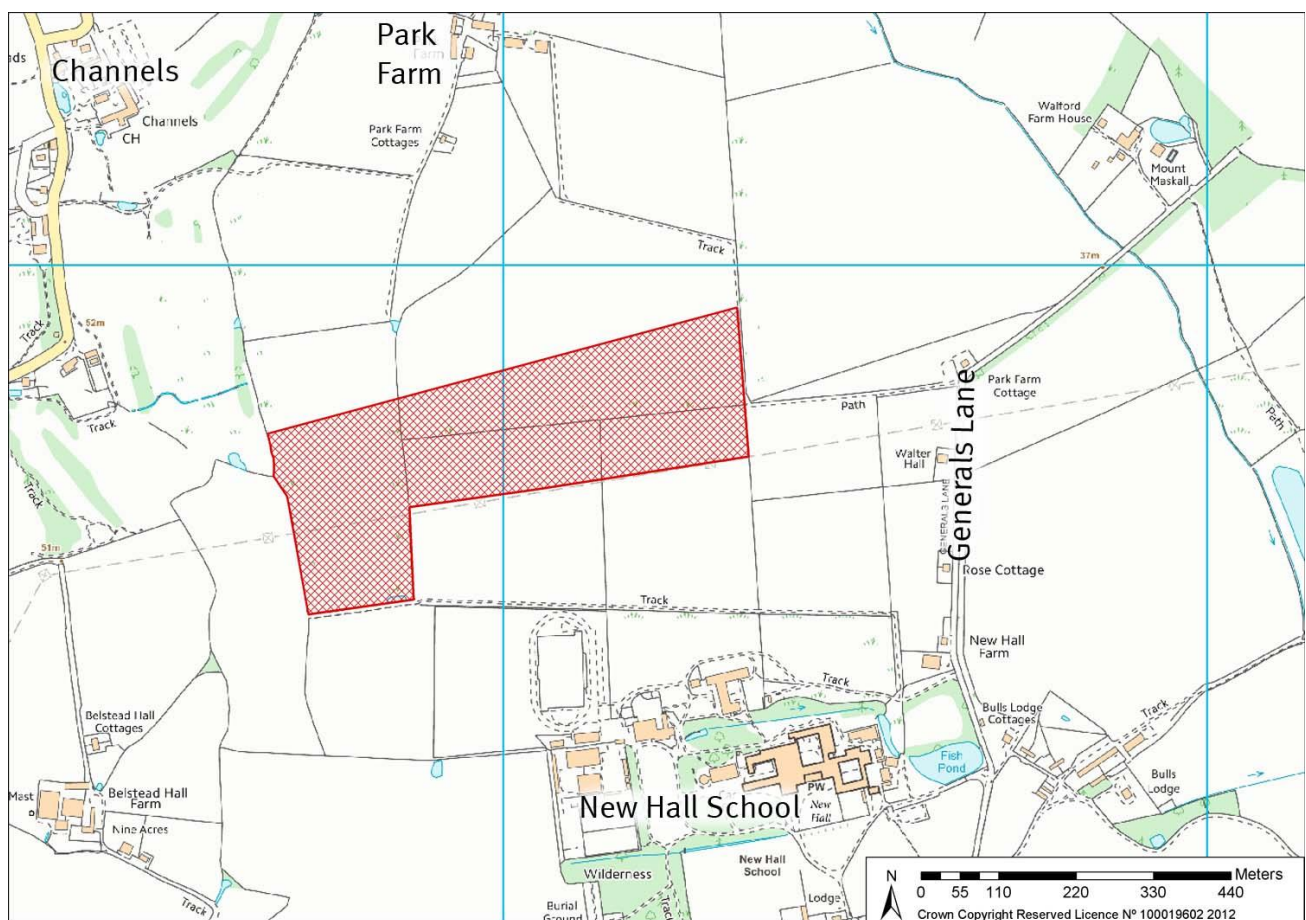 Park
Farm
Farm
Channels
Channels
CH
Park Farm
Cottages
Walford
Farm House
Mount
Maskall
Track
37m
52m
Track
Track
Track
51m
Path
Park Farm
Cottage
Path
50
Walter
Hall
GENERALS LANE
Generals Lane
Rose Cottage
Track
New Hall
Farm
Track
Bulls Lodge
Cottages
Track
Belstead Hall
Cottages
Fish
Pond
Bulls
Lodge
Mast
Belstead Hall
Farm
Nine Acres
New Hall School
PW
New
Hall
Wilderness
New Hall
School
Track
Burial
Ground
Track
Lodge
N
Meters
0 55 110 220 330 440
Crown Copyright Reserved Licence Nº 100019602 2012